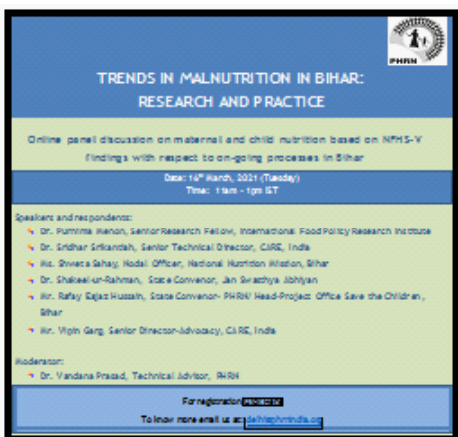 PHRN
TRENDS IN MALNUTRITION IN BIHAR:
RESEARCH AND PRACTICE
Online panel discussion on maternal and child nutrition based on NFHS-V
findings with respect to on-going processes in Bihar
Date: 16th March, 2021 (Tuesday)
Time: 11am - 1pm IST
Speakers and respondents:
Dr. Purnima Menon, Senior Research Fellow, International Food Policy Research Institute
Dr. Sridhar Srikantiah, Senior Technical Director, CARE, India
Ms. Shweta Sahay, Nodal Officer, National Nutrition Mission, Bihar
Dr. Shakeel-ur-Rahman, State Convenor, Jan Swasthya Abhiyan
Mr. Rafay Eajaz Hussain, State Convenor- PHRN/ Head-Project Office Save the Children,
Bihar
Mr. Vipin Garg, Senior Director-Advocacy, CARE, India
Moderator:
Dr. Vandana Prasad, Technical Advisor, PHRN
For registration
To know more email us at: delhi@phrnindia.org